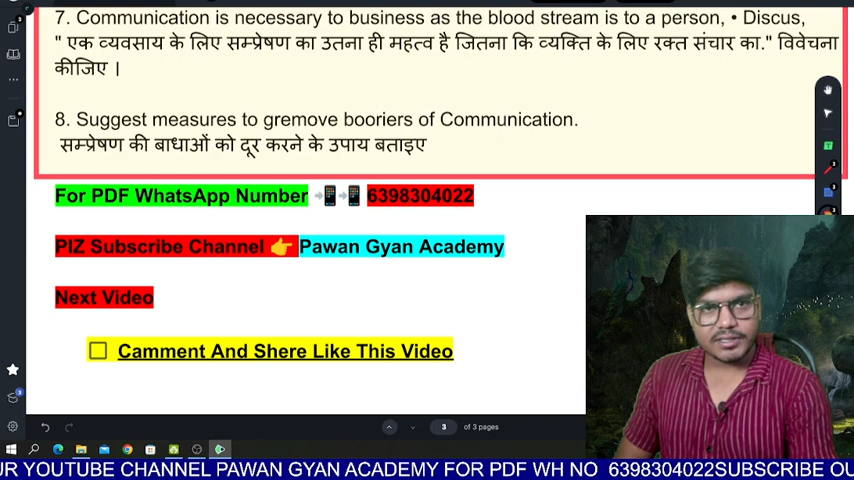 7. Communication is necessary to business as the blood stream is to a person, • Discus,
" एक व्यवसाय के लिए सम्प्रेषण का उतना ही महत्व है जितना कि व्यक्ति के लिए रक्त संचार का." विवेचना
कीजिए ।
8. Suggest measures to gremove booriers of Communication.
सम्प्रेषण की बाधाओं को दूर करने के उपाय बताइए
For PDF WhatsApp Number 📲📲 6398304022
PlZ Subscribe Channel 👉 Pawan Gyan Academy
Next Video
Camment And Shere Like This Video
3 of 3 pages
UR YOUTUBE CHANNEL PAWAN GYAN ACADEMY FOR PDF WH NO 6398304022SUBSCRIBE OU